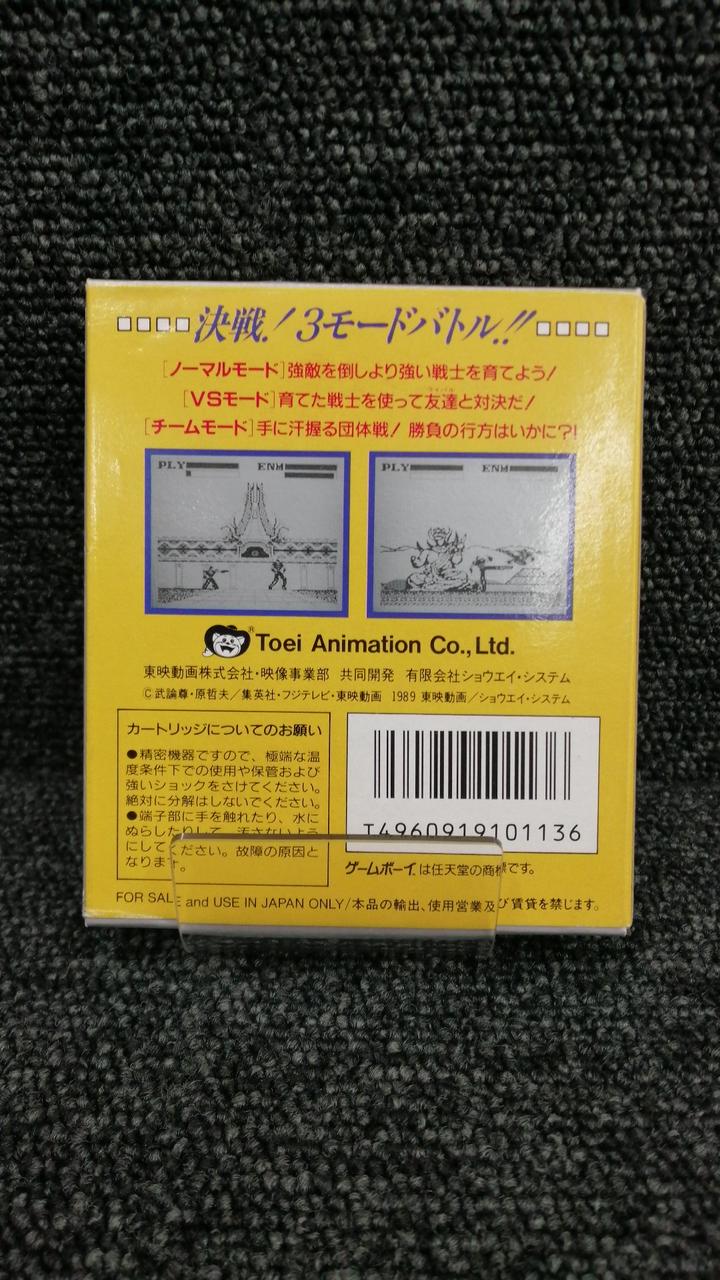 決戦！3モードバトル!!
[ノーマルモード]強敵を倒しより強い戦士を育てよう！
[VSモード]育てた戦士を使って友達と対決だ！
[チームモード]手に汗握る団体戦！勝負の行方はいかに?!
PLY ENM
PLY ENM
® Toei Animation Co., Ltd.
東映動画株式会社・映像事業部 共同開発 有限会社ショウエイ・システム
©武論尊・原哲夫／集英社・フジテレビ・東映動画 1989 東映動画／ショウエイ・システム
カートリッジについてのお願い
●精密機器ですので、極端な温
度条件下での使用や保管および
強いショックをさけてください。
絶対に分解はしないでください。
●端子部に手を触れたり、水に
ぬらしたりして、汚さないよう
にしてください。故障の原因と
なります。
T4960919101136
ゲームボーイは任天堂の商標です。
FOR SALE and USE IN JAPAN ONLY/本品の輸出、使用営業及び賃貸を禁じます。